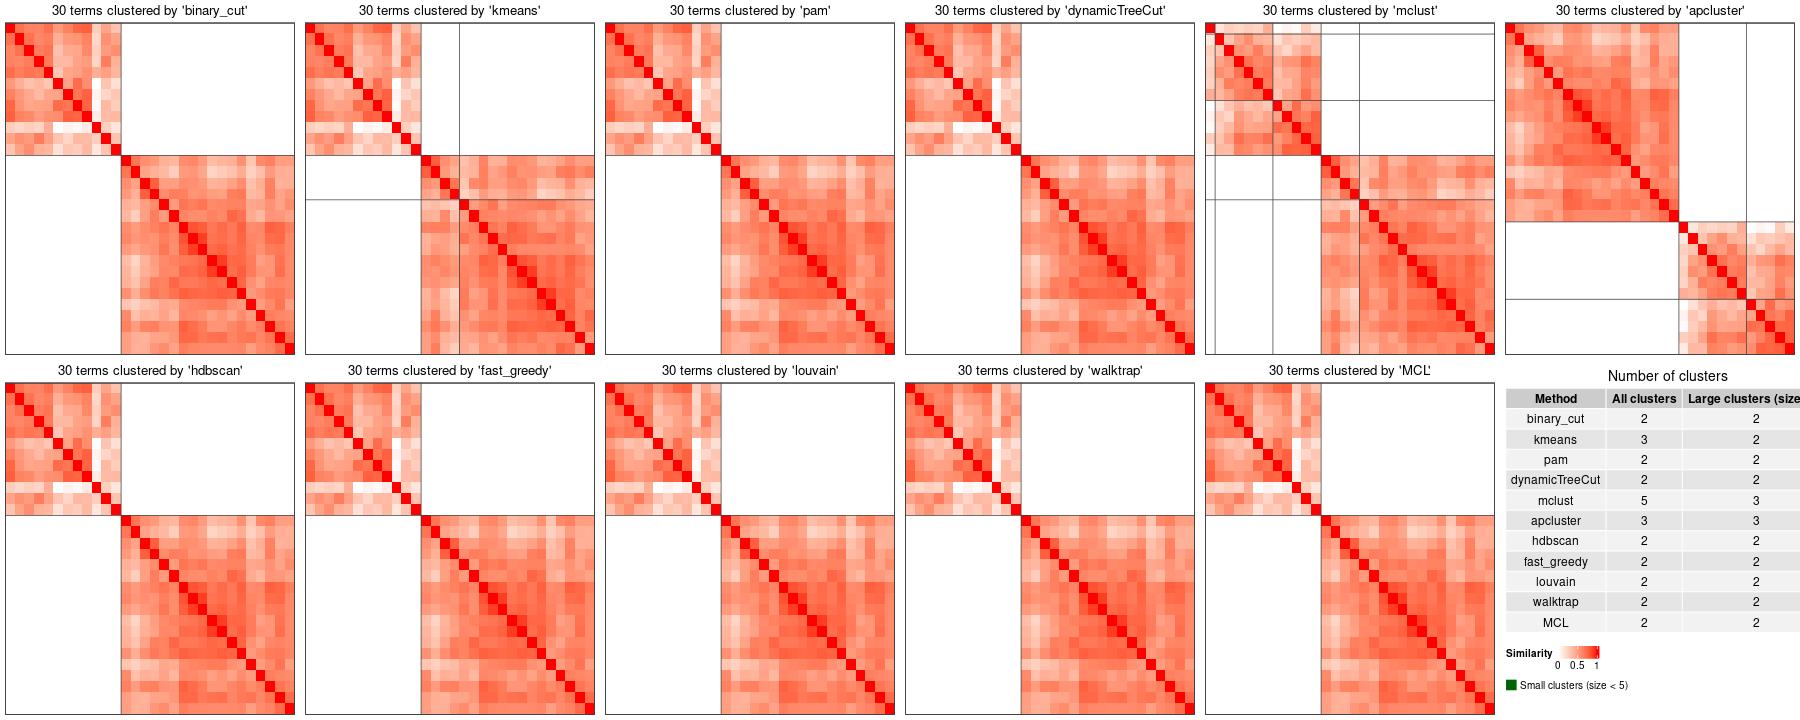 30 terms clustered by 'binary_cut'
30 terms clustered by 'kmeans'
30 terms clustered by 'pam'
30 terms clustered by 'dynamicTreeCut'
30 terms clustered by 'mclust'
30 terms clustered by 'apcluster'
30 terms clustered by 'hdbscan'
30 terms clustered by 'fast_greedy'
30 terms clustered by 'louvain'
30 terms clustered by 'walktrap'
30 terms clustered by 'MCL'
Number of clusters
Method All clusters Large clusters (size
binary_cut 2 2
kmeans 3 2
pam 2 2
dynamicTreeCut 2 2
mclust 5 3
apcluster 3 3
hdbscan 2 2
fast_greedy 2 2
louvain 2 2
walktrap 2 2
MCL 2 2
Similarity
0 0.5 1
Small clusters (size < 5)